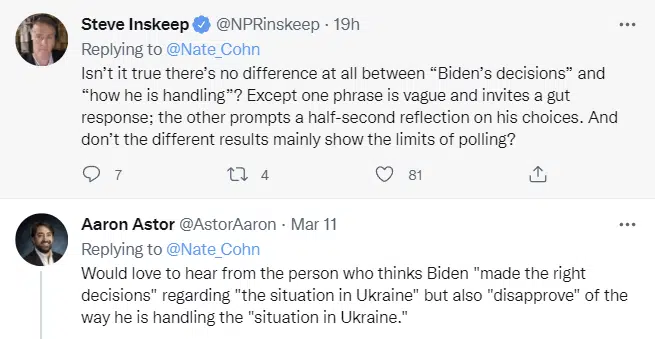 Steve Inskeep @NPRinskeep · 19h
Replying to @Nate_Cohn
Isn't it true there's no difference at all between “Biden's decisions” and
“how he is handling”? Except one phrase is vague and invites a gut
response; the other prompts a half-second reflection on his choices. And
don't the different results mainly show the limits of polling?
7 4 81
Aaron Astor @AstorAaron · Mar 11
Replying to @Nate_Cohn
Would love to hear from the person who thinks Biden "made the right
decisions" regarding "the situation in Ukraine" but also "disapprove" of the
way he is handling the "situation in Ukraine."